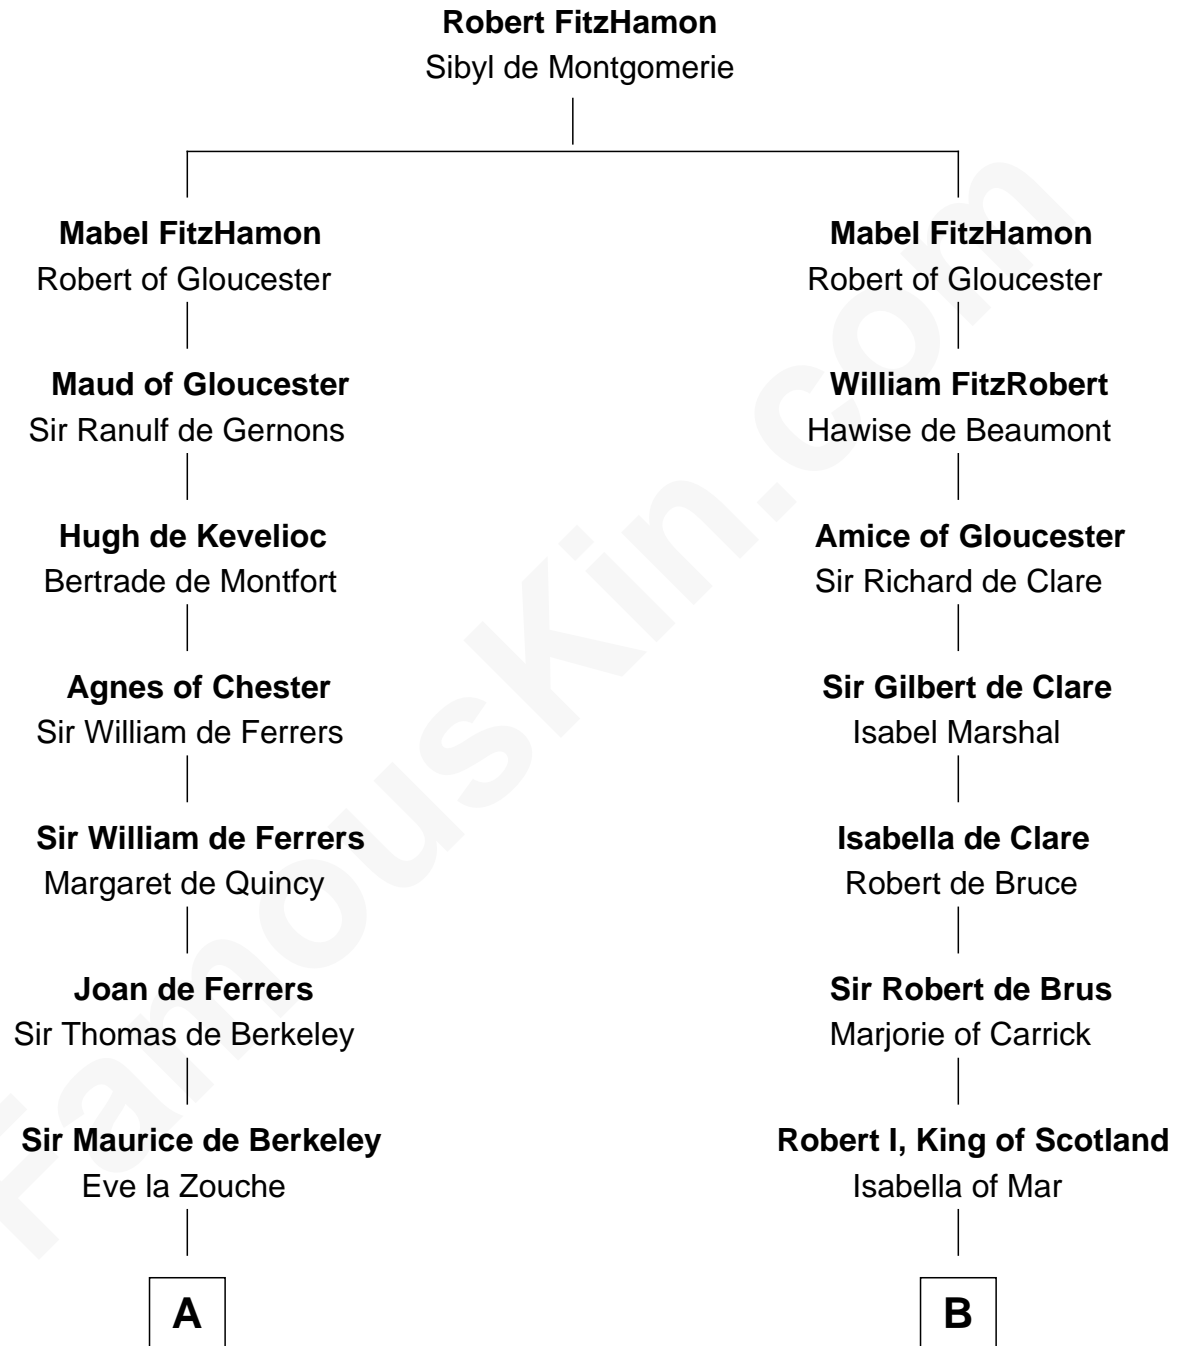 Robert FitzHamon
Sibyl de Montgomerie
Mabel FitzHamon
Robert of Gloucester
Maud of Gloucester
Sir Ranulf de Gernons
Hugh de Kevelioc
Bertrade de Montfort
Agnes of Chester
Sir William de Ferrers
Sir William de Ferrers
Margaret de Quincy
Joan de Ferrers
Sir Thomas de Berkeley
Sir Maurice de Berkeley
Eve la Zouche
A
Mabel FitzHamon
Robert of Gloucester
William FitzRobert
Hawise de Beaumont
Amice of Gloucester
Sir Richard de Clare
Sir Gilbert de Clare
Isabel Marshal
Isabella de Clare
Robert de Bruce
Sir Robert de Brus
Marjorie of Carrick
Robert I, King of Scotland
Isabella of Mar
B
FamousKin.com